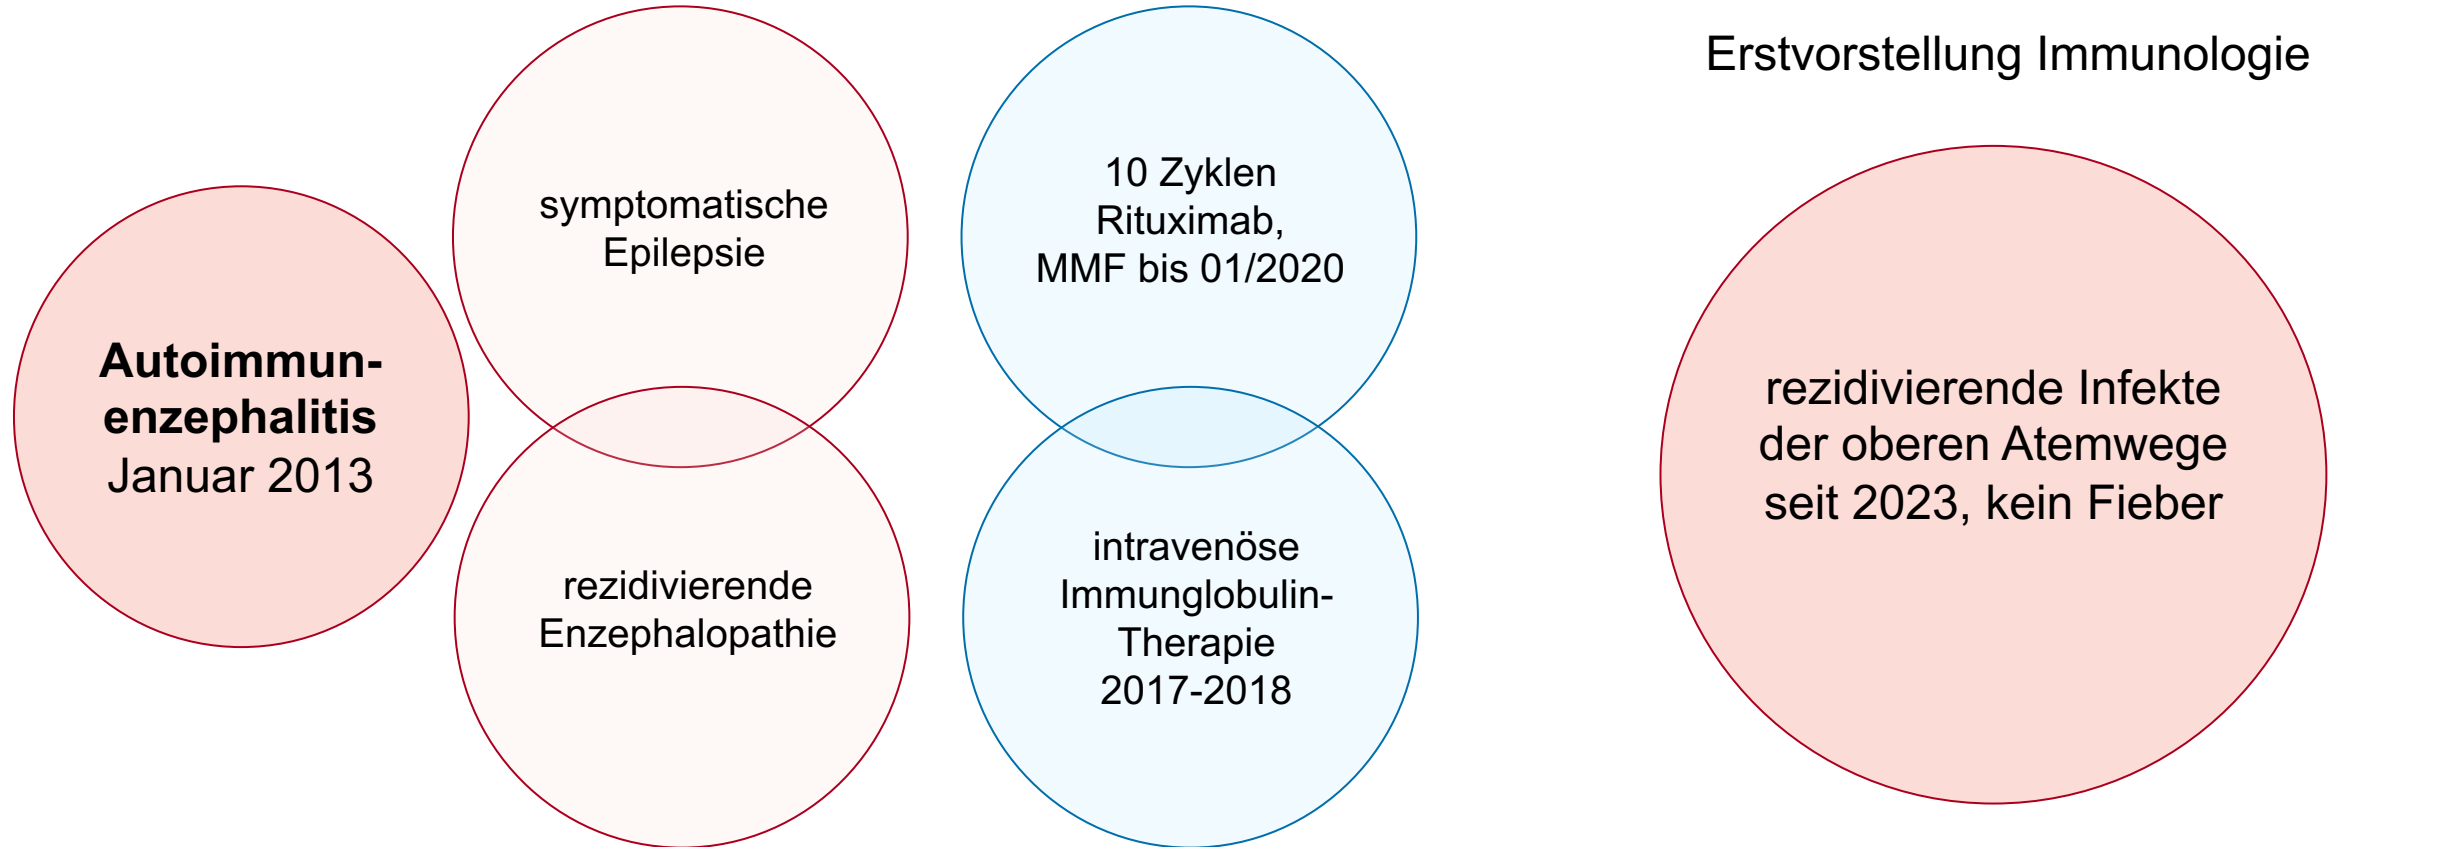 Autoimmun-
enzephalitis
Januar 2013
symptomatische
Epilepsie
rezidivierende
Enzephalopathie
10 Zyklen
Rituximab,
MMF bis 01/2020
intravenöse
Immunglobulin-
Therapie
2017-2018
Erstvorstellung Immunologie
rezidivierende Infekte
der oberen Atemwege
seit 2023, kein Fieber